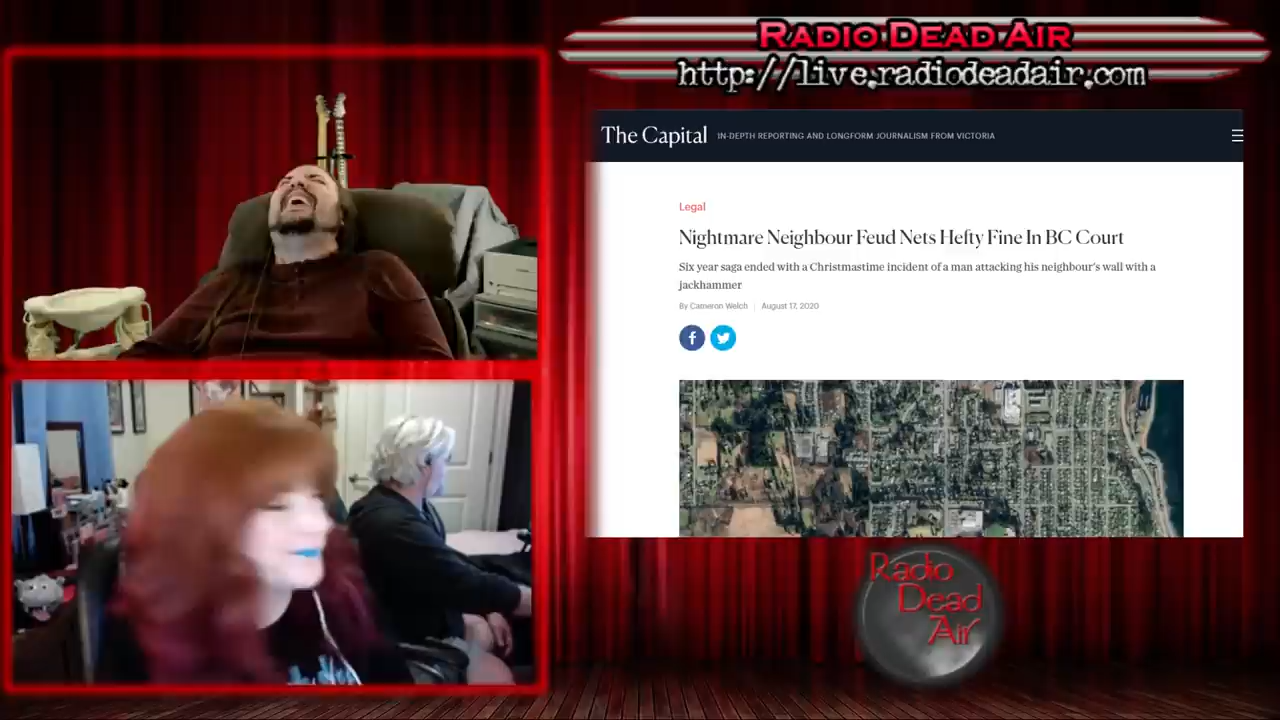 RADIO DEAD AIR
http://live.radiodeadair.com
The Capital IN-DEPTH REPORTING AND LONGFORM JOURNALISM FROM VICTORIA
Legal
Nightmare Neighbour Feud Nets Hefty Fine In BC Court
Six year saga ended with a Christmastime incident of a man attacking his neighbour's wall with a
jackhammer
By Cameron Welch | August 17, 2020
Radio
Dead
Air